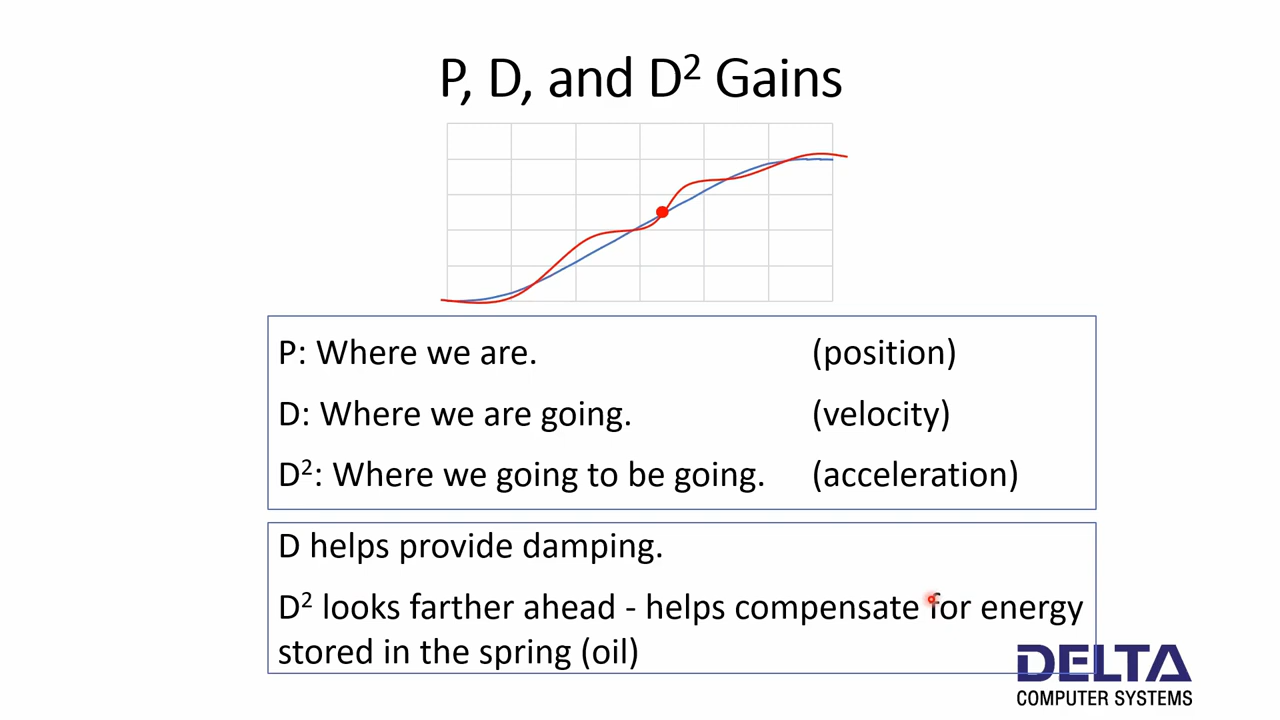 P, D, and D² Gains
P: Where we are. (position)
D: Where we are going. (velocity)
D²: Where we going to be going. (acceleration)
D helps provide damping.
D² looks farther ahead - helps compensate for energy
stored in the spring (oil)
DELTA
COMPUTER SYSTEMS